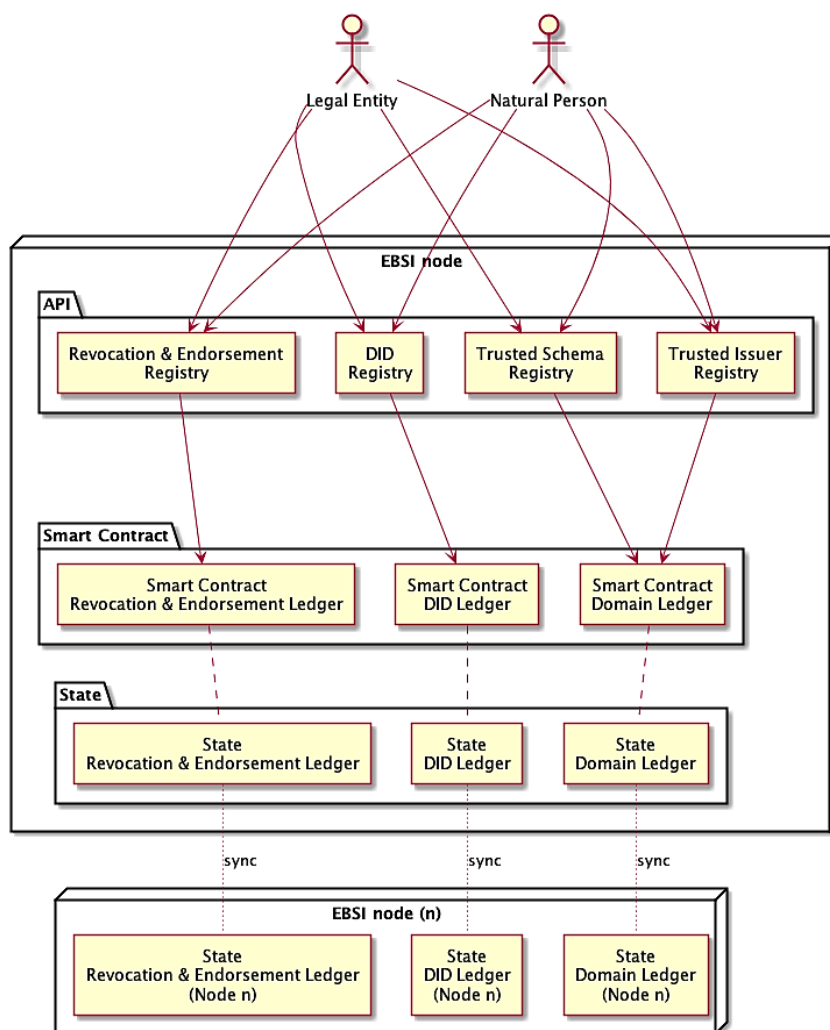 Legal Entity
Natural Person
EBSI node
API
Revocation & Endorsement
Registry
DID
Registry
Trusted Schema
Registry
Trusted Issuer
Registry
Smart Contract
Smart Contract
Revocation & Endorsement Ledger
Smart Contract
DID Ledger
Smart Contract
Domain Ledger
State
State
Revocation & Endorsement Ledger
State
DID Ledger
State
Domain Ledger
sync
sync
sync
EBSI node (n)
State
Revocation & Endorsement Ledger
(Node n)
State
DID Ledger
(Node n)
State
Domain Ledger
(Node n)